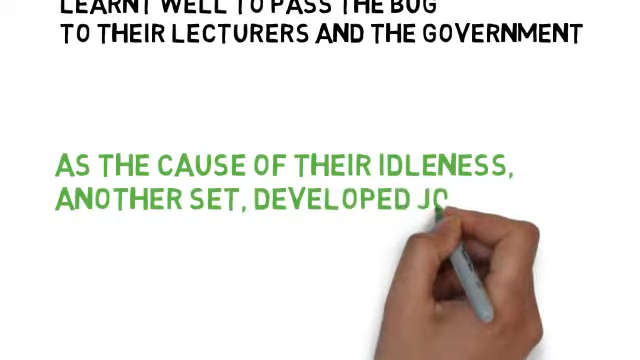 LEARNT WELL TO PASS THE BUG
TO THEIR LECTURERS AND THE GOVERNMENT
AS THE CAUSE OF THEIR IDLENESS,
ANOTHER SET, DEVELOPED JO